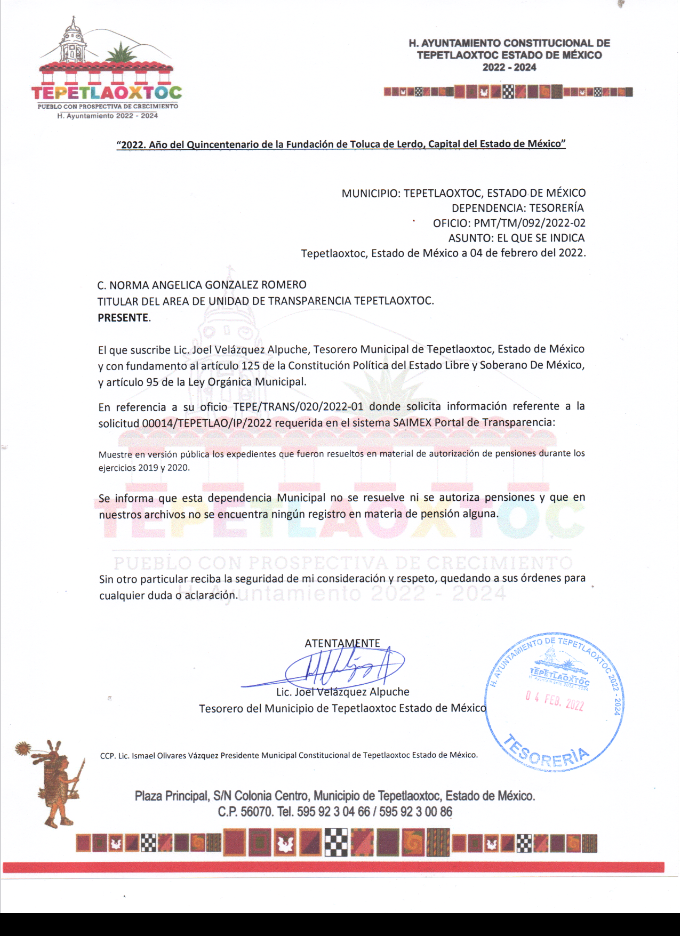 TEPETLAOXTOC
PUEBLO CON PROSPECTIVA DE CRECIMIENTO
H. Ayuntamiento 2022 - 2024
H. AYUNTAMIENTO CONSTITUCIONAL DE
TEPETLAOXTOC ESTADO DE MÉXICO
2022 - 2024
“2022. Año del Quincentenario de la Fundación de Toluca de Lerdo, Capital del Estado de México”
MUNICIPIO: TEPETLAOXTOC, ESTADO DE MÉXICO
DEPENDENCIA: TESORERÍA
OFICIO: PMT/TM/092/2022-02
ASUNTO: EL QUE SE INDICA
Tepetlaoxtoc, Estado de México a 04 de febrero del 2022.
C. NORMA ANGELICA GONZALEZ ROMERO
TITULAR DEL AREA DE UNIDAD DE TRANSPARENCIA TEPETLAOXTOC.
PRESENTE.
El que suscribe Lic. Joel Velázquez Alpuche, Tesorero Municipal de Tepetlaoxtoc, Estado de México
y con fundamento al artículo 125 de la Constitución Política del Estado Libre y Soberano De México,
y artículo 95 de la Ley Orgánica Municipal.
En referencia a su oficio TEPE/TRANS/020/2022-01 donde solicita información referente a la
solicitud 00014/TEPETLAO/IP/2022 requerida en el sistema SAIMEX Portal de Transparencia:
Muestre en versión pública los expedientes que fueron resueltos en material de autorización de pensiones durante los
ejercicios 2019 y 2020.
Se informa que esta dependencia Municipal no se resuelve ni se autoriza pensiones y que en
nuestros archivos no se encuentra ningún registro en materia de pensión alguna.
TEPETLAOXTOC
PUEBLO CON PROSPECTIVA DE CRECIMIENTO
H. Ayuntamiento 2022 - 2024
Sin otro particular reciba la seguridad de mi consideración y respeto, quedando a sus órdenes para
cualquier duda o aclaración.
ATENTAMENTE
Lic. Joel Velázquez Alpuche
Tesorero del Municipio de Tepetlaoxtoc Estado de México
H. AYUNTAMIENTO DE TEPETLAOXTOC 2022 - 2024
TEPETLAOXTOC
04 FEB. 2022
TESORERÌA
CCP. Lic. Ismael Olivares Vázquez Presidente Municipal Constitucional de Tepetlaoxtoc Estado de México.
Plaza Principal, S/N Colonia Centro, Municipio de Tepetlaoxtoc, Estado de México.
C.P. 56070. Tel. 595 92 3 04 66 / 595 92 3 00 86